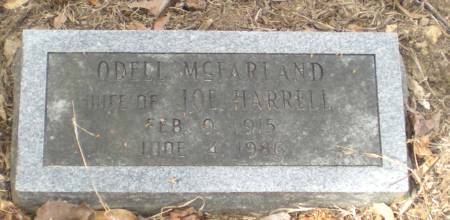 ODELL MCFARLAND
WIFE OF JOE HARRELL
FEB 9 1915
JUNE 4 1986